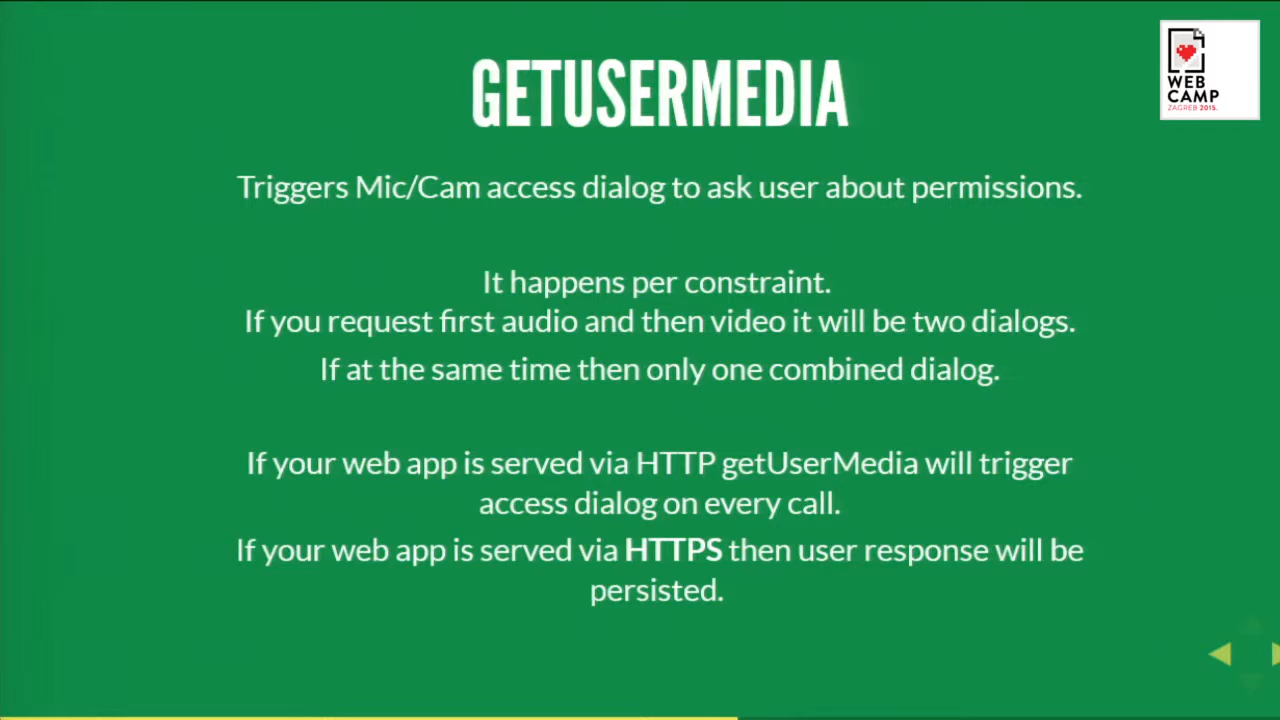 GETUSERMEDIA
WEB
CAMP
ZAGREB 2015.
Triggers Mic/Cam access dialog to ask user about permissions.
It happens per constraint.
If you request first audio and then video it will be two dialogs.
If at the same time then only one combined dialog.
If your web app is served via HTTP getUserMedia will trigger
access dialog on every call.
If your web app is served via HTTPS then user response will be
persisted.